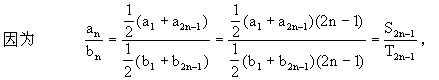 因为 a_n/b_n = (1/2(a_1+a_{2n-1}))/(1/2(b_1+b_{2n-1})) = (1/2(a_1+a_{2n-1})(2n-1))/(1/2(b_1+b_{2n-1})(2n-1)) = S_{2n-1}/T_{2n-1},